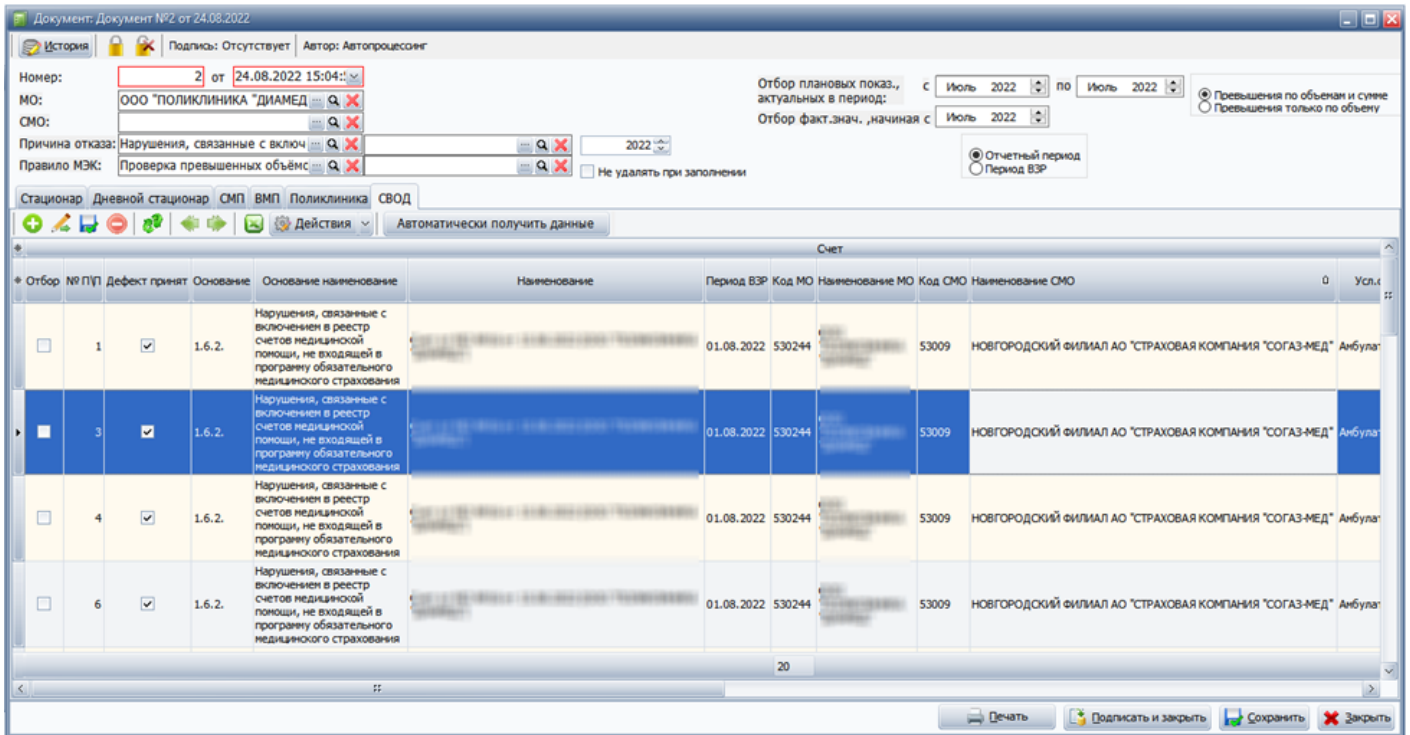 Документ: Документ №2 от 24.08.2022
История Подпись: Отсутствует Автор: Автопроцессинг
Номер: 2 от 24.08.2022 15:04:
МО: ООО "ПОЛИКЛИНИКА "ДИАМЕД
СМО:
Причина отказа: Нарушения, связанные с включ 2022
Правило МЭК: Проверка превышенных объёмс Не удалять при заполнении
Отбор плановых показ., с Июль 2022 по Июль 2022
актуальных в период:
Отбор факт.знач. ,начиная с Июль 2022
Превышения по объемам и сумме
Превышения только по объему
Отчетный период
Период ВЗР
Стационар Дневной стационар СМП ВМП Поликлиника СВОД
Действия Автоматически получить данные
Счет
Отбор № П\П Дефект принят Основание Основание наименование Наименование Период ВЗР Код МО Наименование МО Код СМО Наименование СМО Усл.о
Нарушения, связанные с
включением в реестр
счетов медицинской
1 1.6.2. помощи, не входящей в 01.08.2022 530244 53009 НОВГОРОДСКИЙ ФИЛИАЛ АО "СТРАХОВАЯ КОМПАНИЯ "СОГАЗ-МЕД" Амбулат
программу обязательного
медицинского страхования
Нарушения, связанные с
включением в реестр
счетов медицинской
3 1.6.2. помощи, не входящей в 01.08.2022 530244 53009 НОВГОРОДСКИЙ ФИЛИАЛ АО "СТРАХОВАЯ КОМПАНИЯ "СОГАЗ-МЕД" Амбулат
программу обязательного
медицинского страхования
Нарушения, связанные с
включением в реестр
счетов медицинской
4 1.6.2. помощи, не входящей в 01.08.2022 530244 53009 НОВГОРОДСКИЙ ФИЛИАЛ АО "СТРАХОВАЯ КОМПАНИЯ "СОГАЗ-МЕД" Амбулат
программу обязательного
медицинского страхования
Нарушения, связанные с
включением в реестр
счетов медицинской
6 1.6.2. помощи, не входящей в 01.08.2022 530244 53009 НОВГОРОДСКИЙ ФИЛИАЛ АО "СТРАХОВАЯ КОМПАНИЯ "СОГАЗ-МЕД" Амбулат
программу обязательного
медицинского страхования
20
Печать Подписать и закрыть Сохранить Закрыть